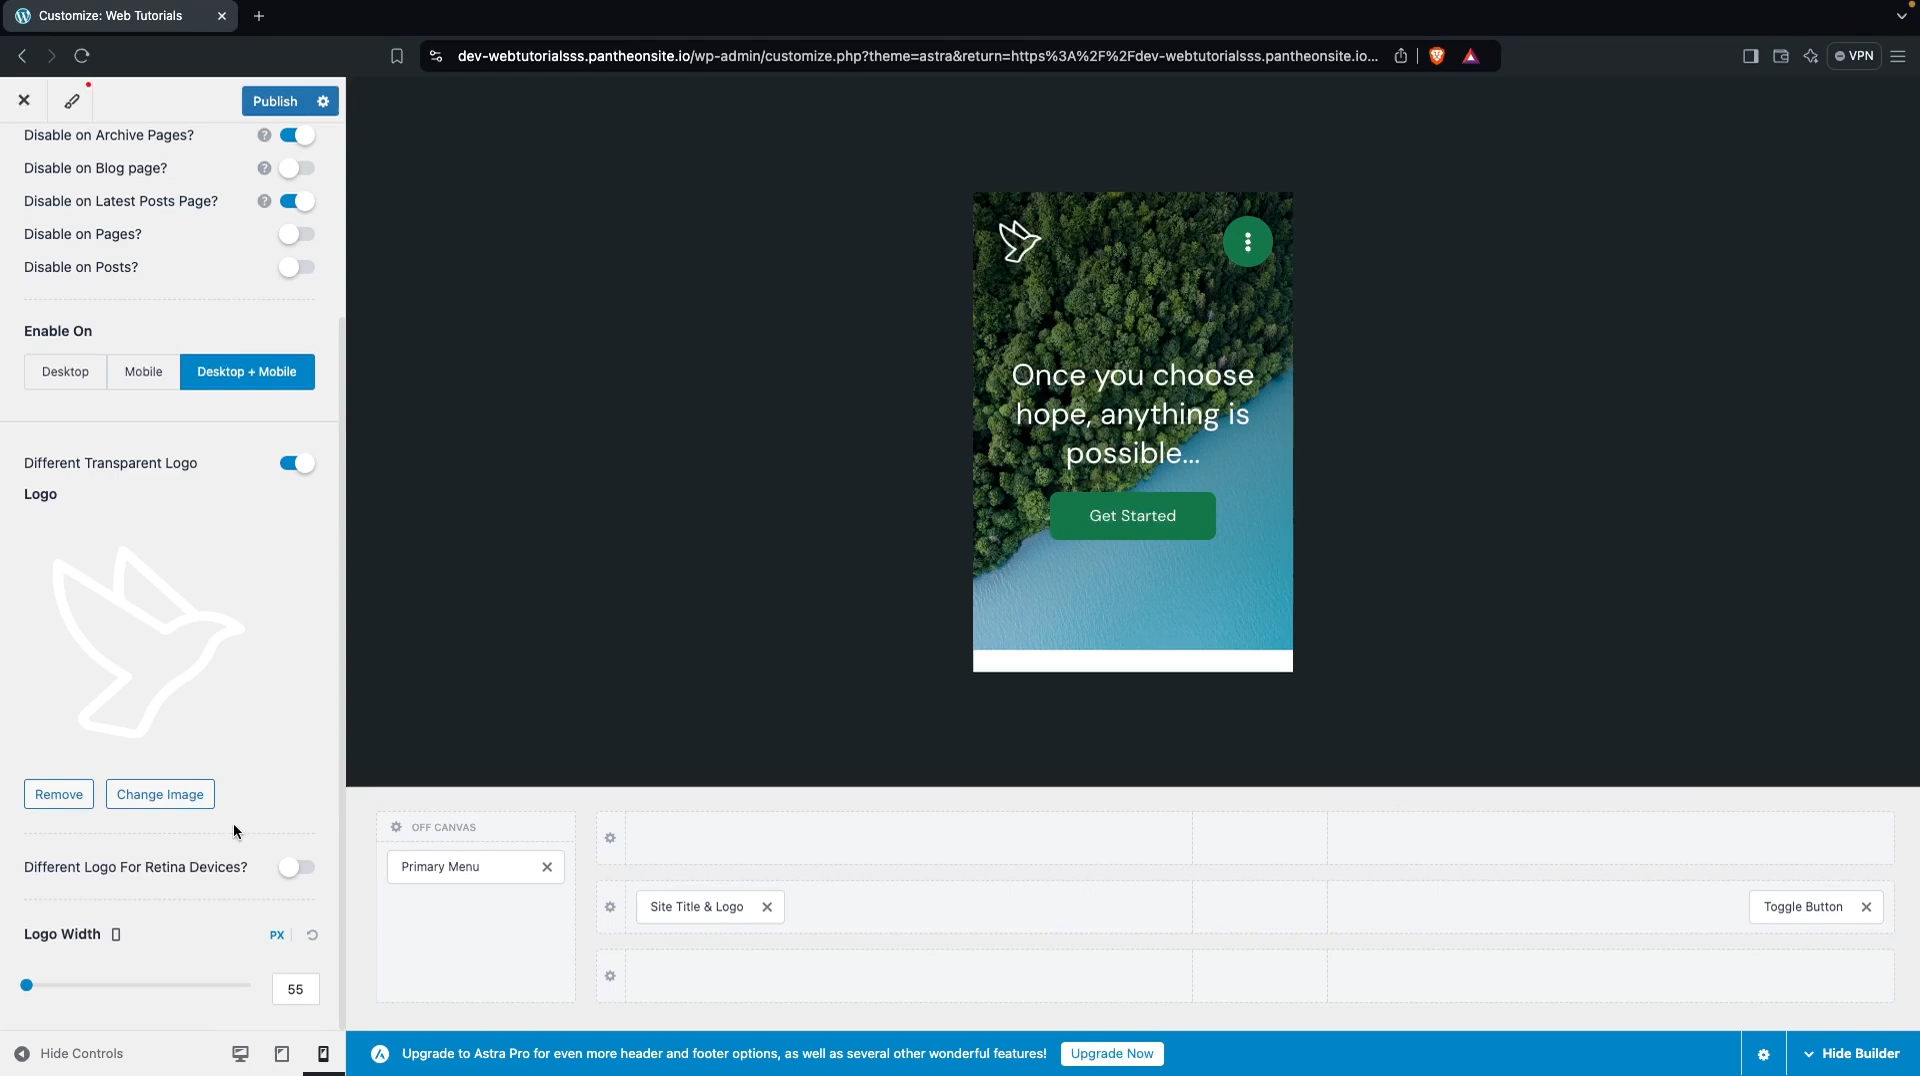 Customize: Web Tutorials
dev-webtutorialsss.pantheonsite.io/wp-admin/customize.php?theme=astra&return=https%3A%2F%2Fdev-webtutorialsss.pantheonsite.io...
VPN
Publish
Disable on Archive Pages? ?
Disable on Blog page? ?
Disable on Latest Posts Page? ?
Disable on Pages?
Disable on Posts?
Enable On
Desktop Mobile Desktop + Mobile
Different Transparent Logo
Logo
Remove Change Image
Different Logo For Retina Devices?
Logo Width PX
55
Hide Controls
Once you choose
hope, anything is
possible...
Get Started
OFF CANVAS
Primary Menu
Site Title & Logo
Toggle Button
Upgrade to Astra Pro for even more header and footer options, as well as several other wonderful features! Upgrade Now
Hide Builder